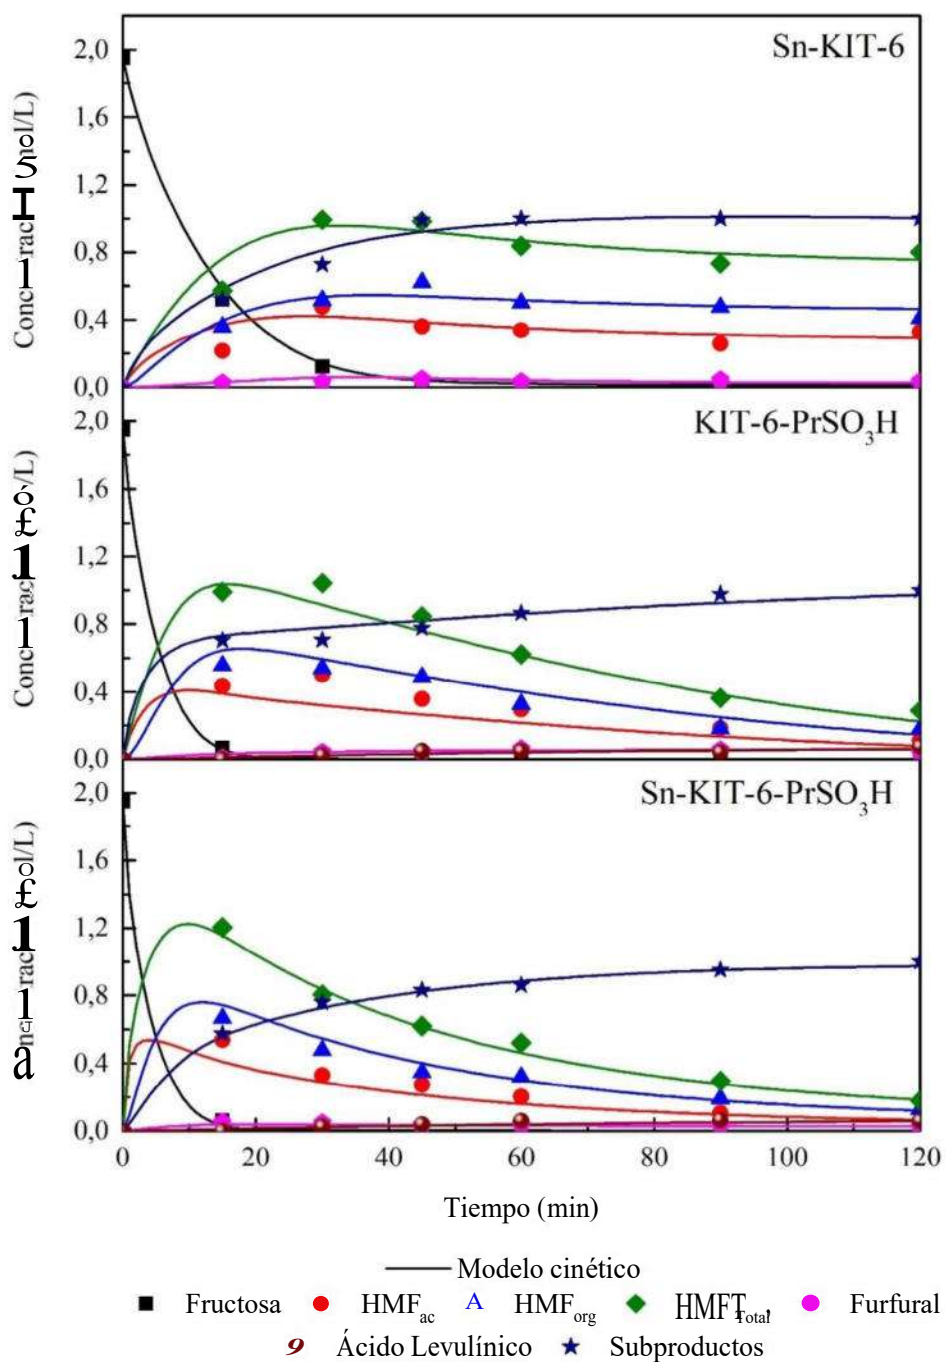 Sn-KIT-6
2,0
1,6
1,2
0,8
0,4
0,0
KIT-6-PrSO3H
2,0
1,6
1,2
0,8
0,4
0,0
Sn-KIT-6-PrSO3H
2,0
1,6
1,2
0,8
0,4
0,0
0 20 40 60 80 100 120
Tiempo (min)
Modelo cinético
Fructosa HMFac A HMForg HMFTTotal, Furfural
9 Ácido Levulínico Subproductos